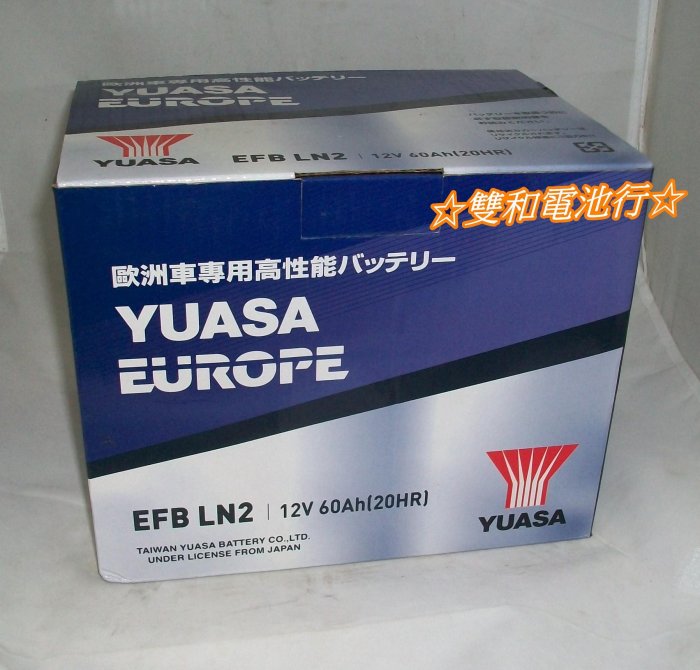 歐洲車専用高性能バッテリー
YUASA
EUROPE
YUASA
EFB LN2 | 12V 60Ah(20HR)
☆雙和電池行☆
歐洲車専用高性能バッテリー
YUASA
EUROPE
EFB LN2 | 12V 60Ah(20HR)
TAIWAN YUASA BATTERY CO.,LTD.
UNDER LICENSE FROM JAPAN
YUASA